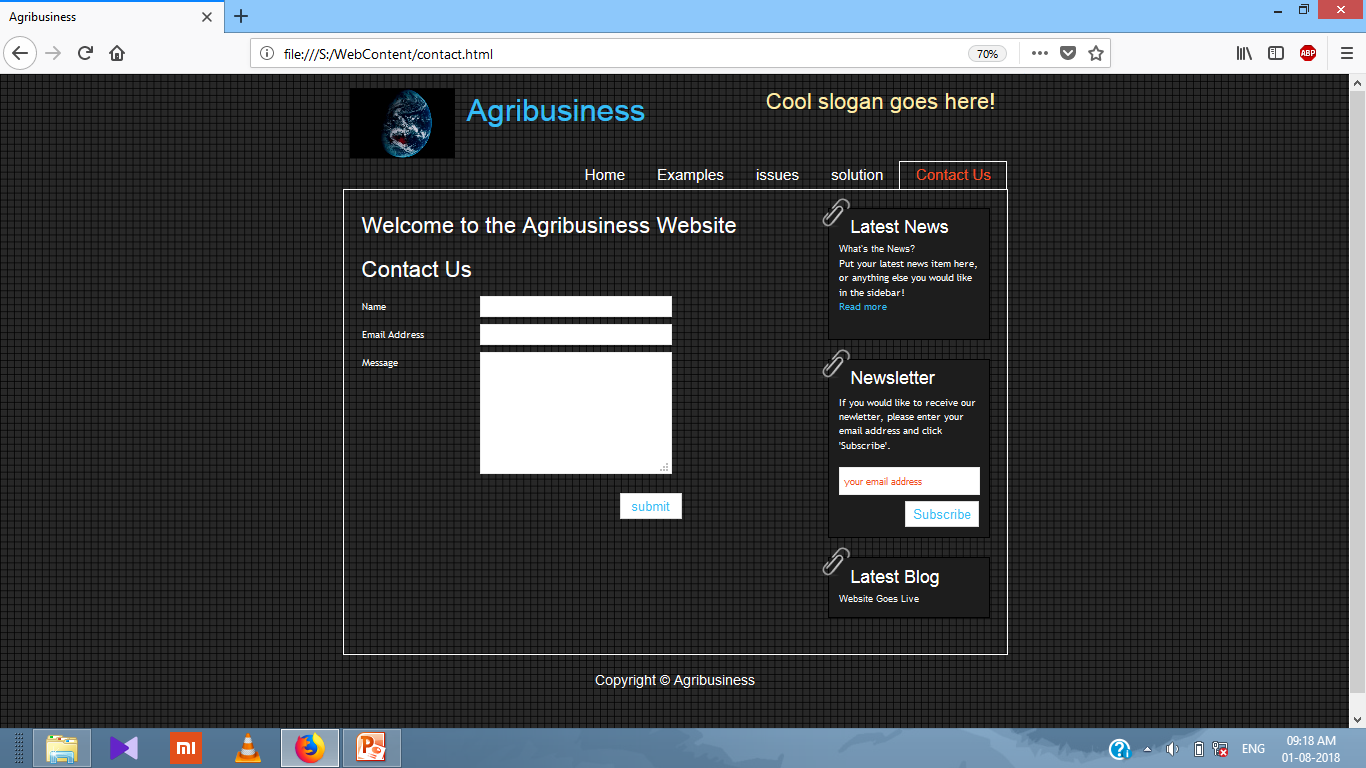 Agribusiness
file:///S:/WebContent/contact.html
70%
ABP
Agribusiness
Cool slogan goes here!
Home
Examples
issues
solution
Contact Us
Welcome to the Agribusiness Website
Contact Us
Name
Email Address
Message
submit
Latest News
What's the News?
Put your latest news item here,
or anything else you would like
in the sidebar!
Read more
Newsletter
If you would like to receive our
newletter, please enter your
email address and click
'Subscribe'.
your email address
Subscribe
Latest Blog
Website Goes Live
Copyright © Agribusiness
mi
P
?
ENG
09:18 AM
01-08-2018